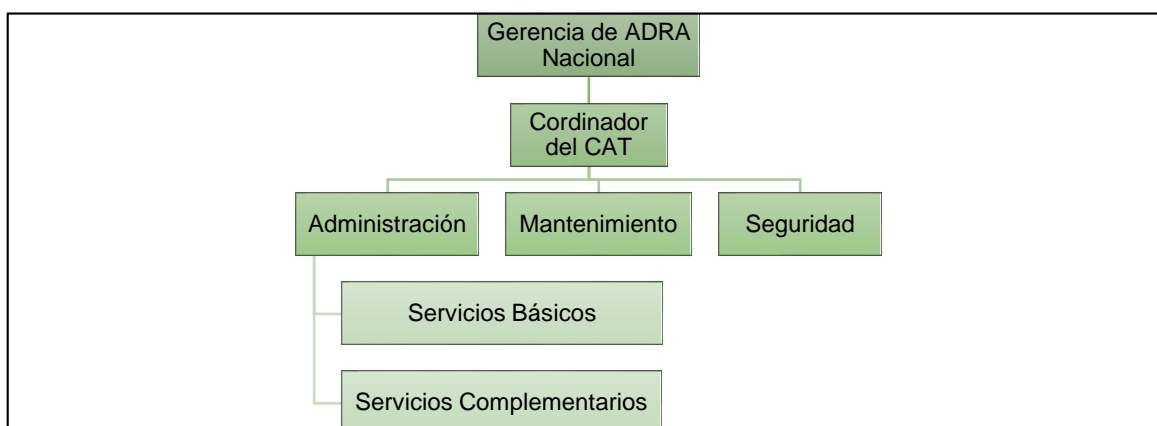 Gerencia de ADRA
Nacional
Cordinador
del CAT
Administración
Mantenimiento
Seguridad
Servicios Básicos
Servicios Complementarios